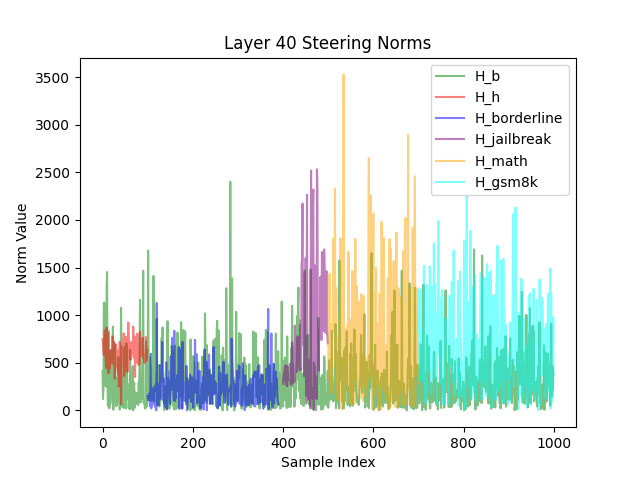 Layer 40 Steering Norms
Norm Value
3500
3000
2500
2000
1500
1000
500
0
H_b
H_h
H_borderline
H_jailbreak
H_math
H_gsm8k
0 200 400 600 800 1000
Sample Index